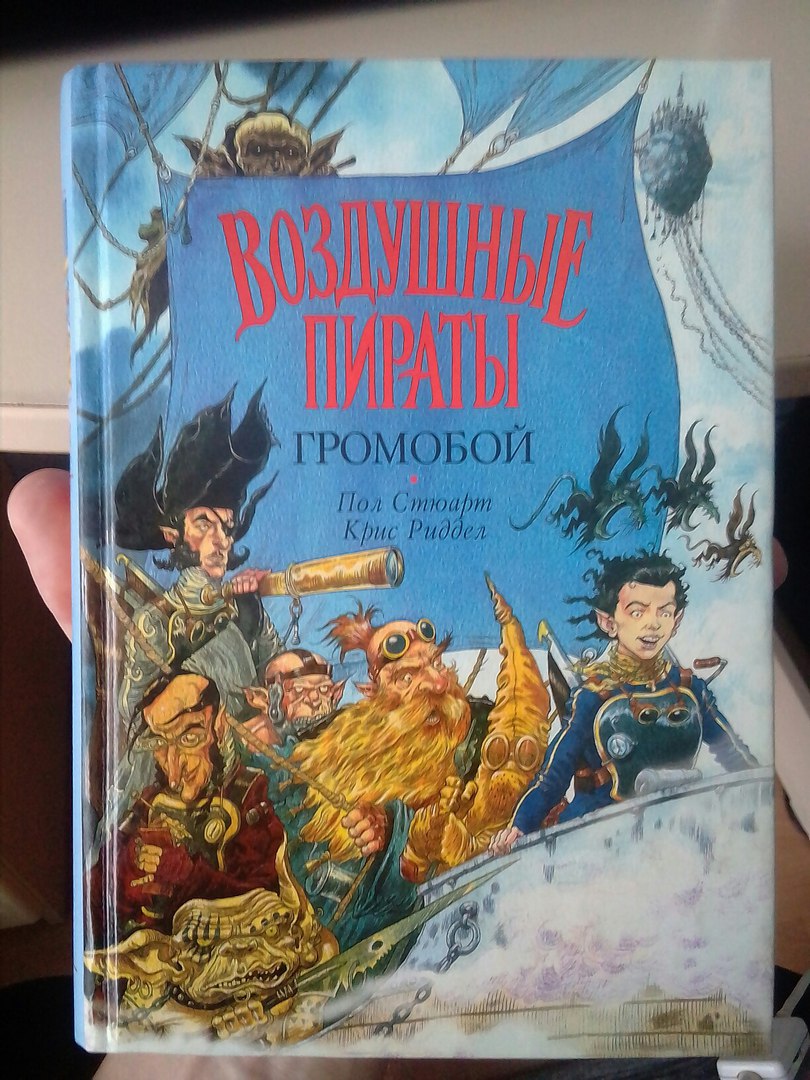 ВОЗДУШНЫЕ
ПИРАТЫ
ГРОМОБОЙ
Пол Стюарт
Крис Риддел